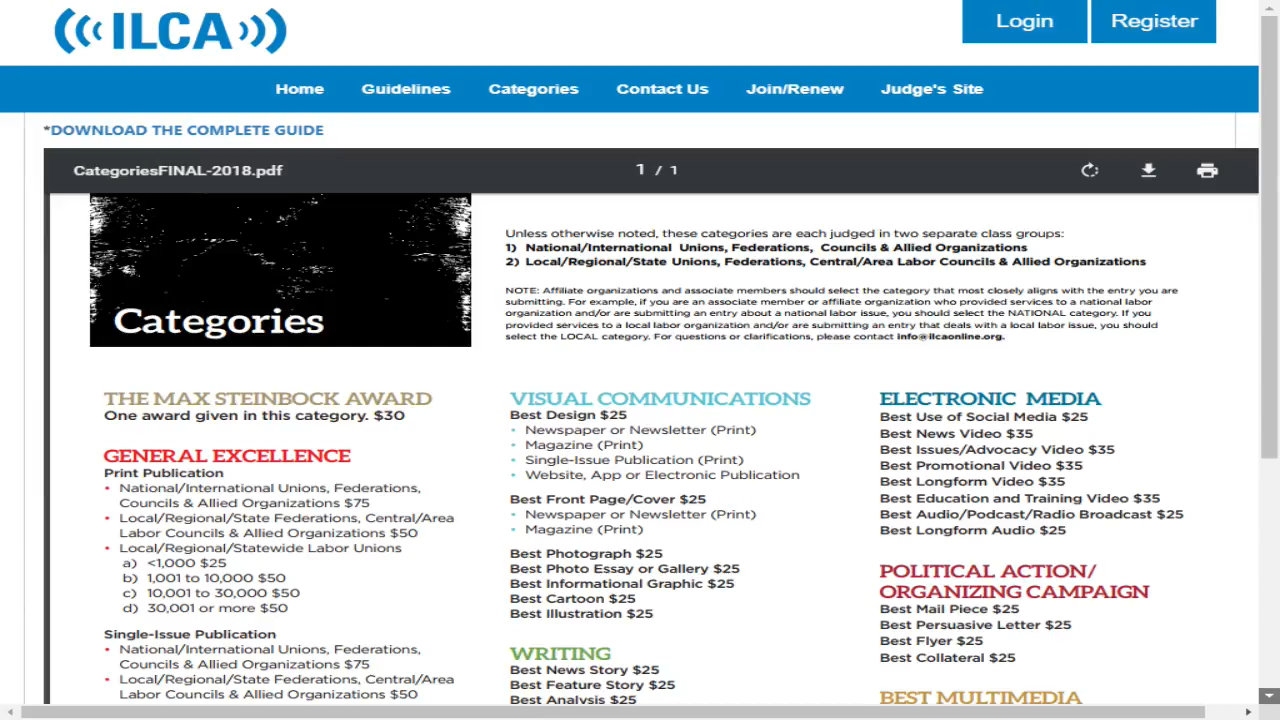 ILCA
Login
Register
Home
Guidelines
Categories
Contact Us
Join/Renew
Judge's Site
*DOWNLOAD THE COMPLETE GUIDE
CategoriesFINAL-2018.pdf
1 / 1
Categories
Unless otherwise noted, these categories are each judged in two separate class groups:
1) National/International Unions, Federations, Councils & Allied Organizations
2) Local/Regional/State Unions, Federations, Central/Area Labor Councils & Allied Organizations
NOTE: Affiliate organizations and associate members should select the category that most closely aligns with the entry you are
submitting. For example, if you are an associate member or affiliate organization who provided services to a national labor
organization and/or are submitting an entry about a national labor issue, you should select the NATIONAL category. If you
provided services to a local labor organization and/or are submitting an entry that deals with a local labor issue, you should
select the LOCAL category. For questions or clarifications, please contact info@ilcaonline.org.
THE MAX STEINBOCK AWARD
One award given in this category. $30
GENERAL EXCELLENCE
Print Publication
• National/International Unions, Federations,
Councils & Allied Organizations $75
• Local/Regional/State Federations, Central/Area
Labor Councils & Allied Organizations $50
• Local/Regional/Statewide Labor Unions
a) <1,000 $25
b) 1,001 to 10,000 $50
c) 10,001 to 30,000 $50
d) 30,001 or more $50
Single-Issue Publication
• National/International Unions, Federations,
Councils & Allied Organizations $75
• Local/Regional/State Federations, Central/Area
Labor Councils & Allied Organizations $50
VISUAL COMMUNICATIONS
Best Design $25
• Newspaper or Newsletter (Print)
• Magazine (Print)
• Single-Issue Publication (Print)
• Website, App or Electronic Publication
Best Front Page/Cover $25
• Newspaper or Newsletter (Print)
• Magazine (Print)
Best Photograph $25
Best Photo Essay or Gallery $25
Best Informational Graphic $25
Best Cartoon $25
Best Illustration $25
WRITING
Best News Story $25
Best Feature Story $25
Best Analysis $25
ELECTRONIC MEDIA
Best Use of Social Media $25
Best News Video $35
Best Issues/Advocacy Video $35
Best Promotional Video $35
Best Longform Video $35
Best Education and Training Video $35
Best Audio/Podcast/Radio Broadcast $25
Best Longform Audio $25
POLITICAL ACTION/
ORGANIZING CAMPAIGN
Best Mail Piece $25
Best Persuasive Letter $25
Best Flyer $25
Best Collateral $25
BEST MULTIMEDIA